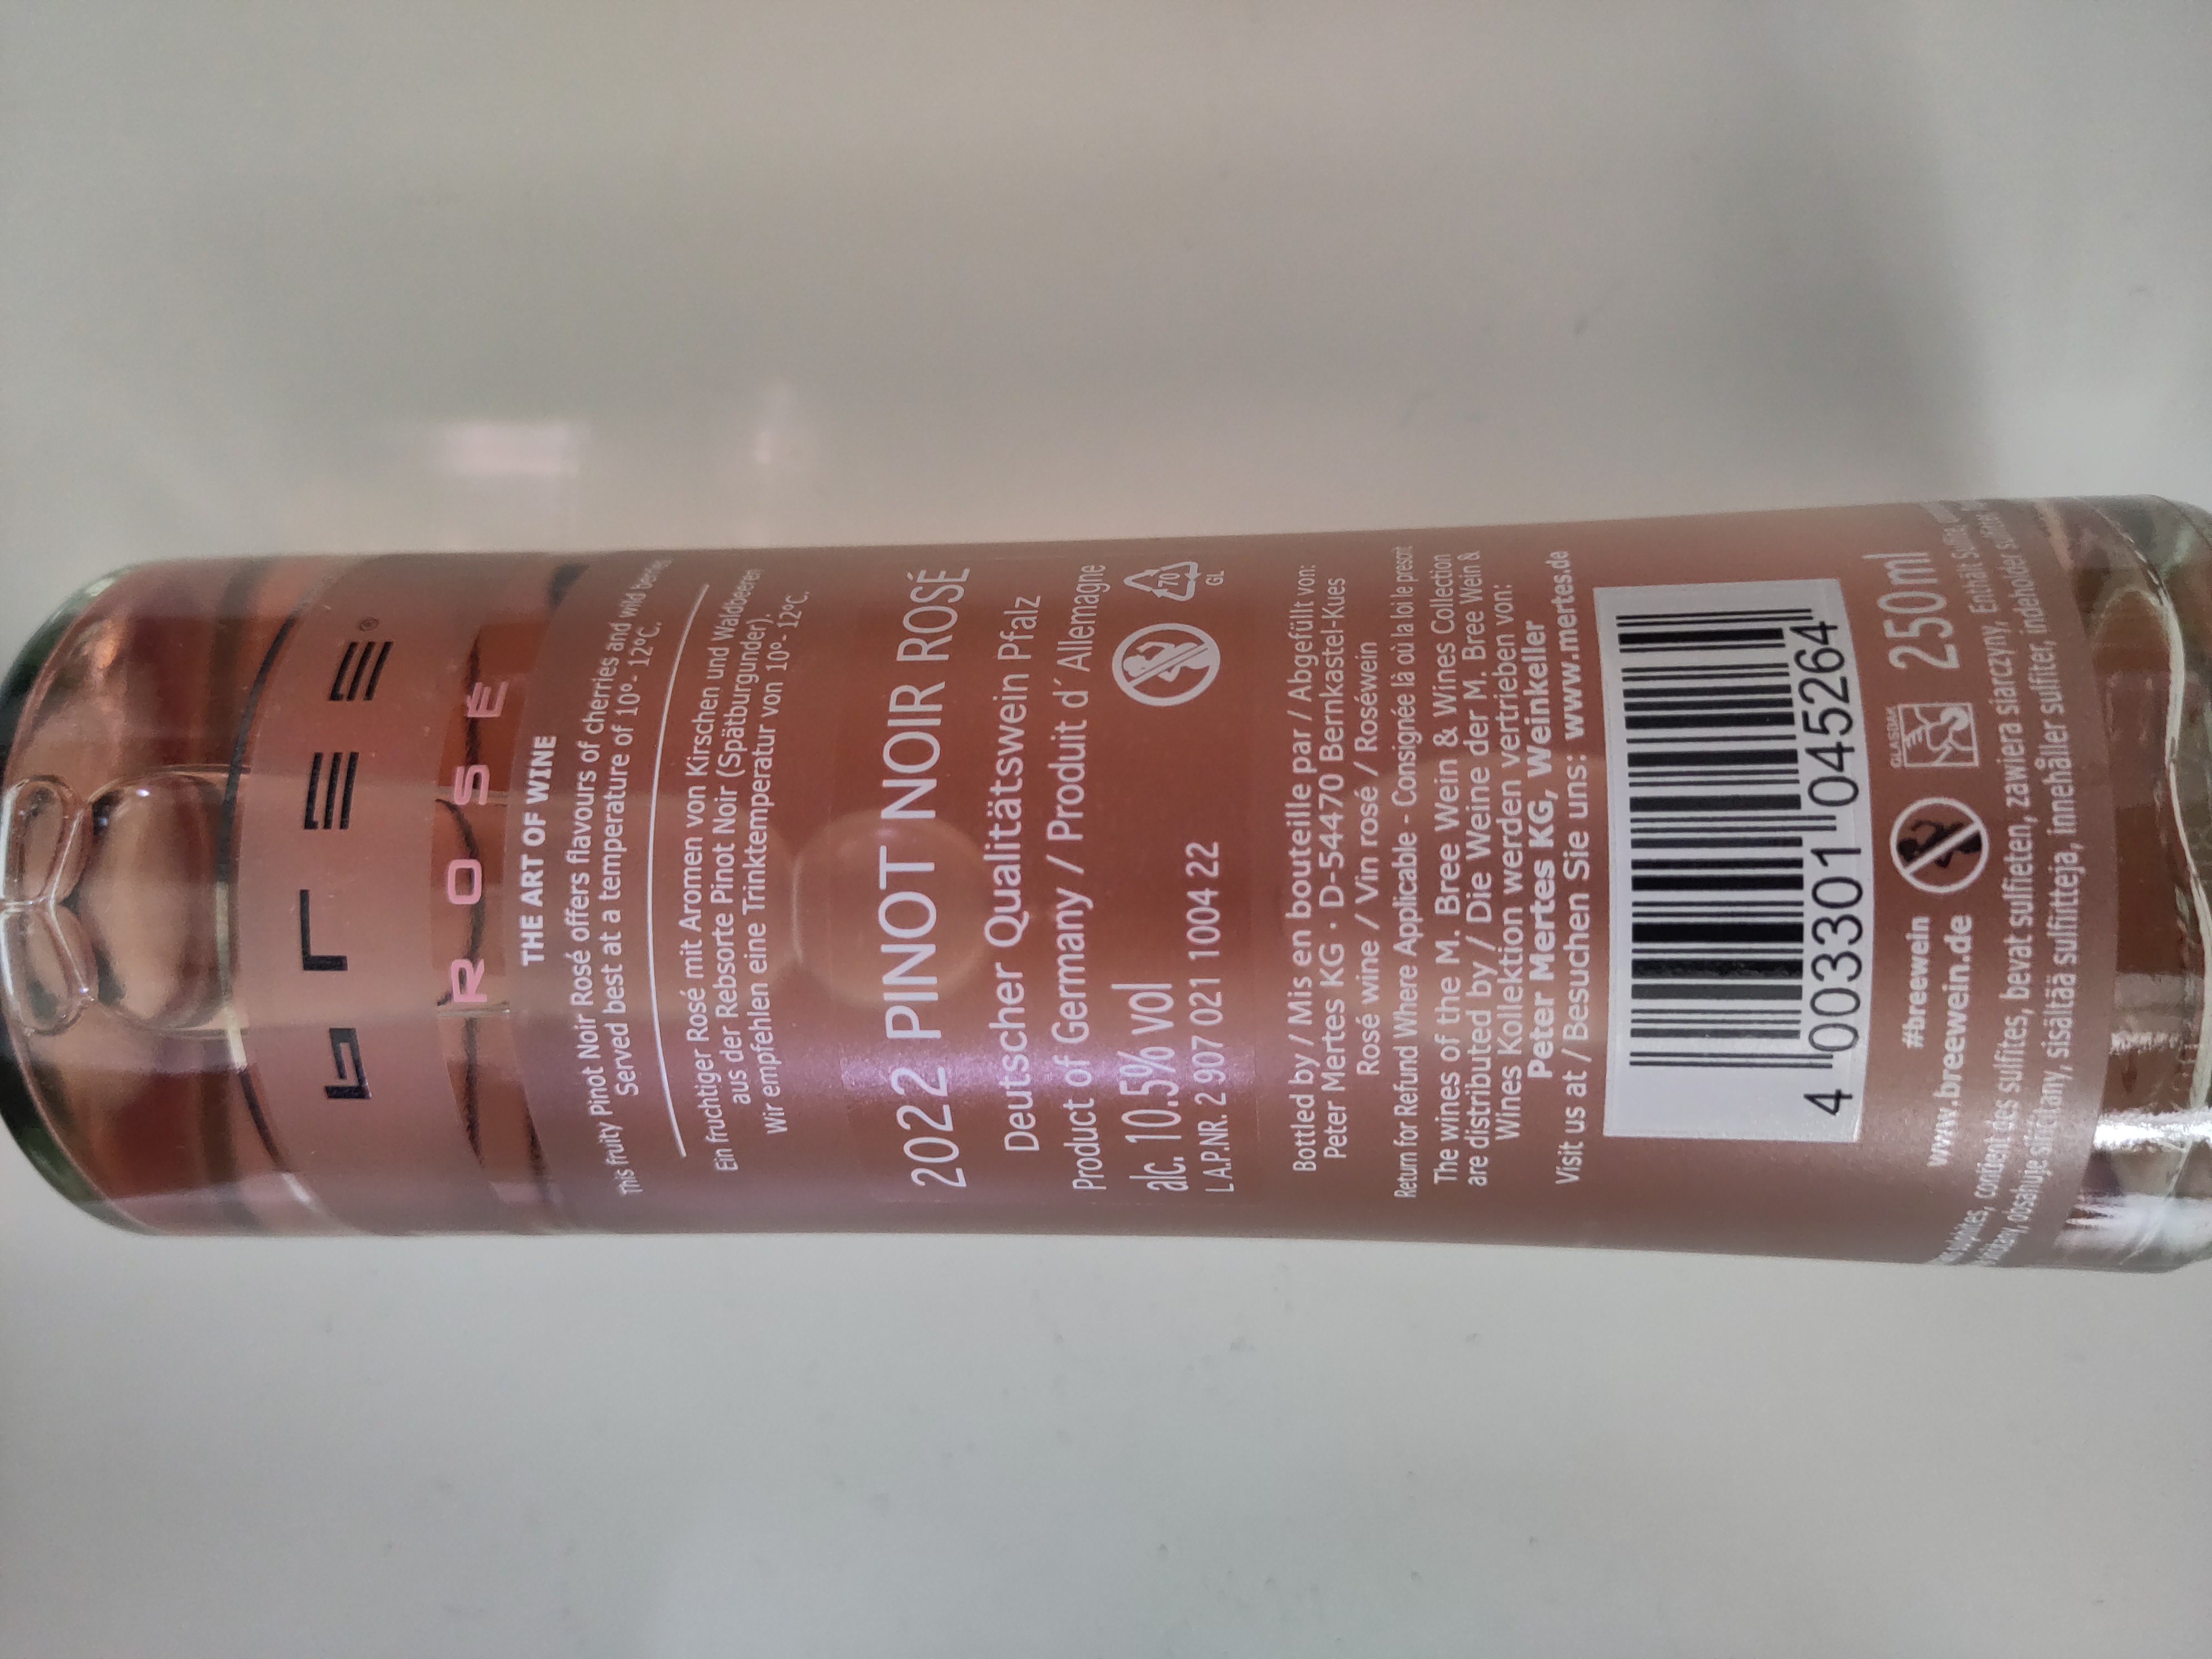 bree®
ROSÉ
THE ART OF WINE
This fruity Pinot Noir Rosé offers flavours of cherries and wild berries
Served best at a temperature of 10°- 12°C.
Ein fruchtiger Rosé mit Aromen von Kirschen und Waldbeeren
aus der Rebsorte Pinot Noir (Spätburgunder).
Wir empfehlen eine Trinktemperatur von 10°- 12°C.
2022 PINOT NOIR ROSÉ
Deutscher Qualitätswein Pfalz
Product of Germany / Produit d´Allemagne
alc. 10.5% vol
L A.P.NR. 2 907 021 1004 22
70
GL
Bottled by / Mis en bouteille par / Abgefüllt von:
Peter Mertes KG · D-54470 Bernkastel-Kues
Rosé wine / Vin rosé / Roséwein
Return for Refund Where Applicable - Consignée là où la loi le prescrit
The wines of the M. Bree Wein & Wines Collection
are distributed by / Die Weine der M. Bree Wein &
Wines Kollektion werden vertrieben von:
Peter Mertes KG, Weinkeller
Visit us at / Besuchen Sie uns: www.mertes.de
4 003301 045264
#breewein
www.breewein.de
GLASIDAS
250ml
sulphites, contient des sulfites, bevat sulfieten, zawiera siarczyny, Enthält Sulfite
obsahuje siřičitany, sisältää sulfiitteja, innehåller sulfiter, indeholder